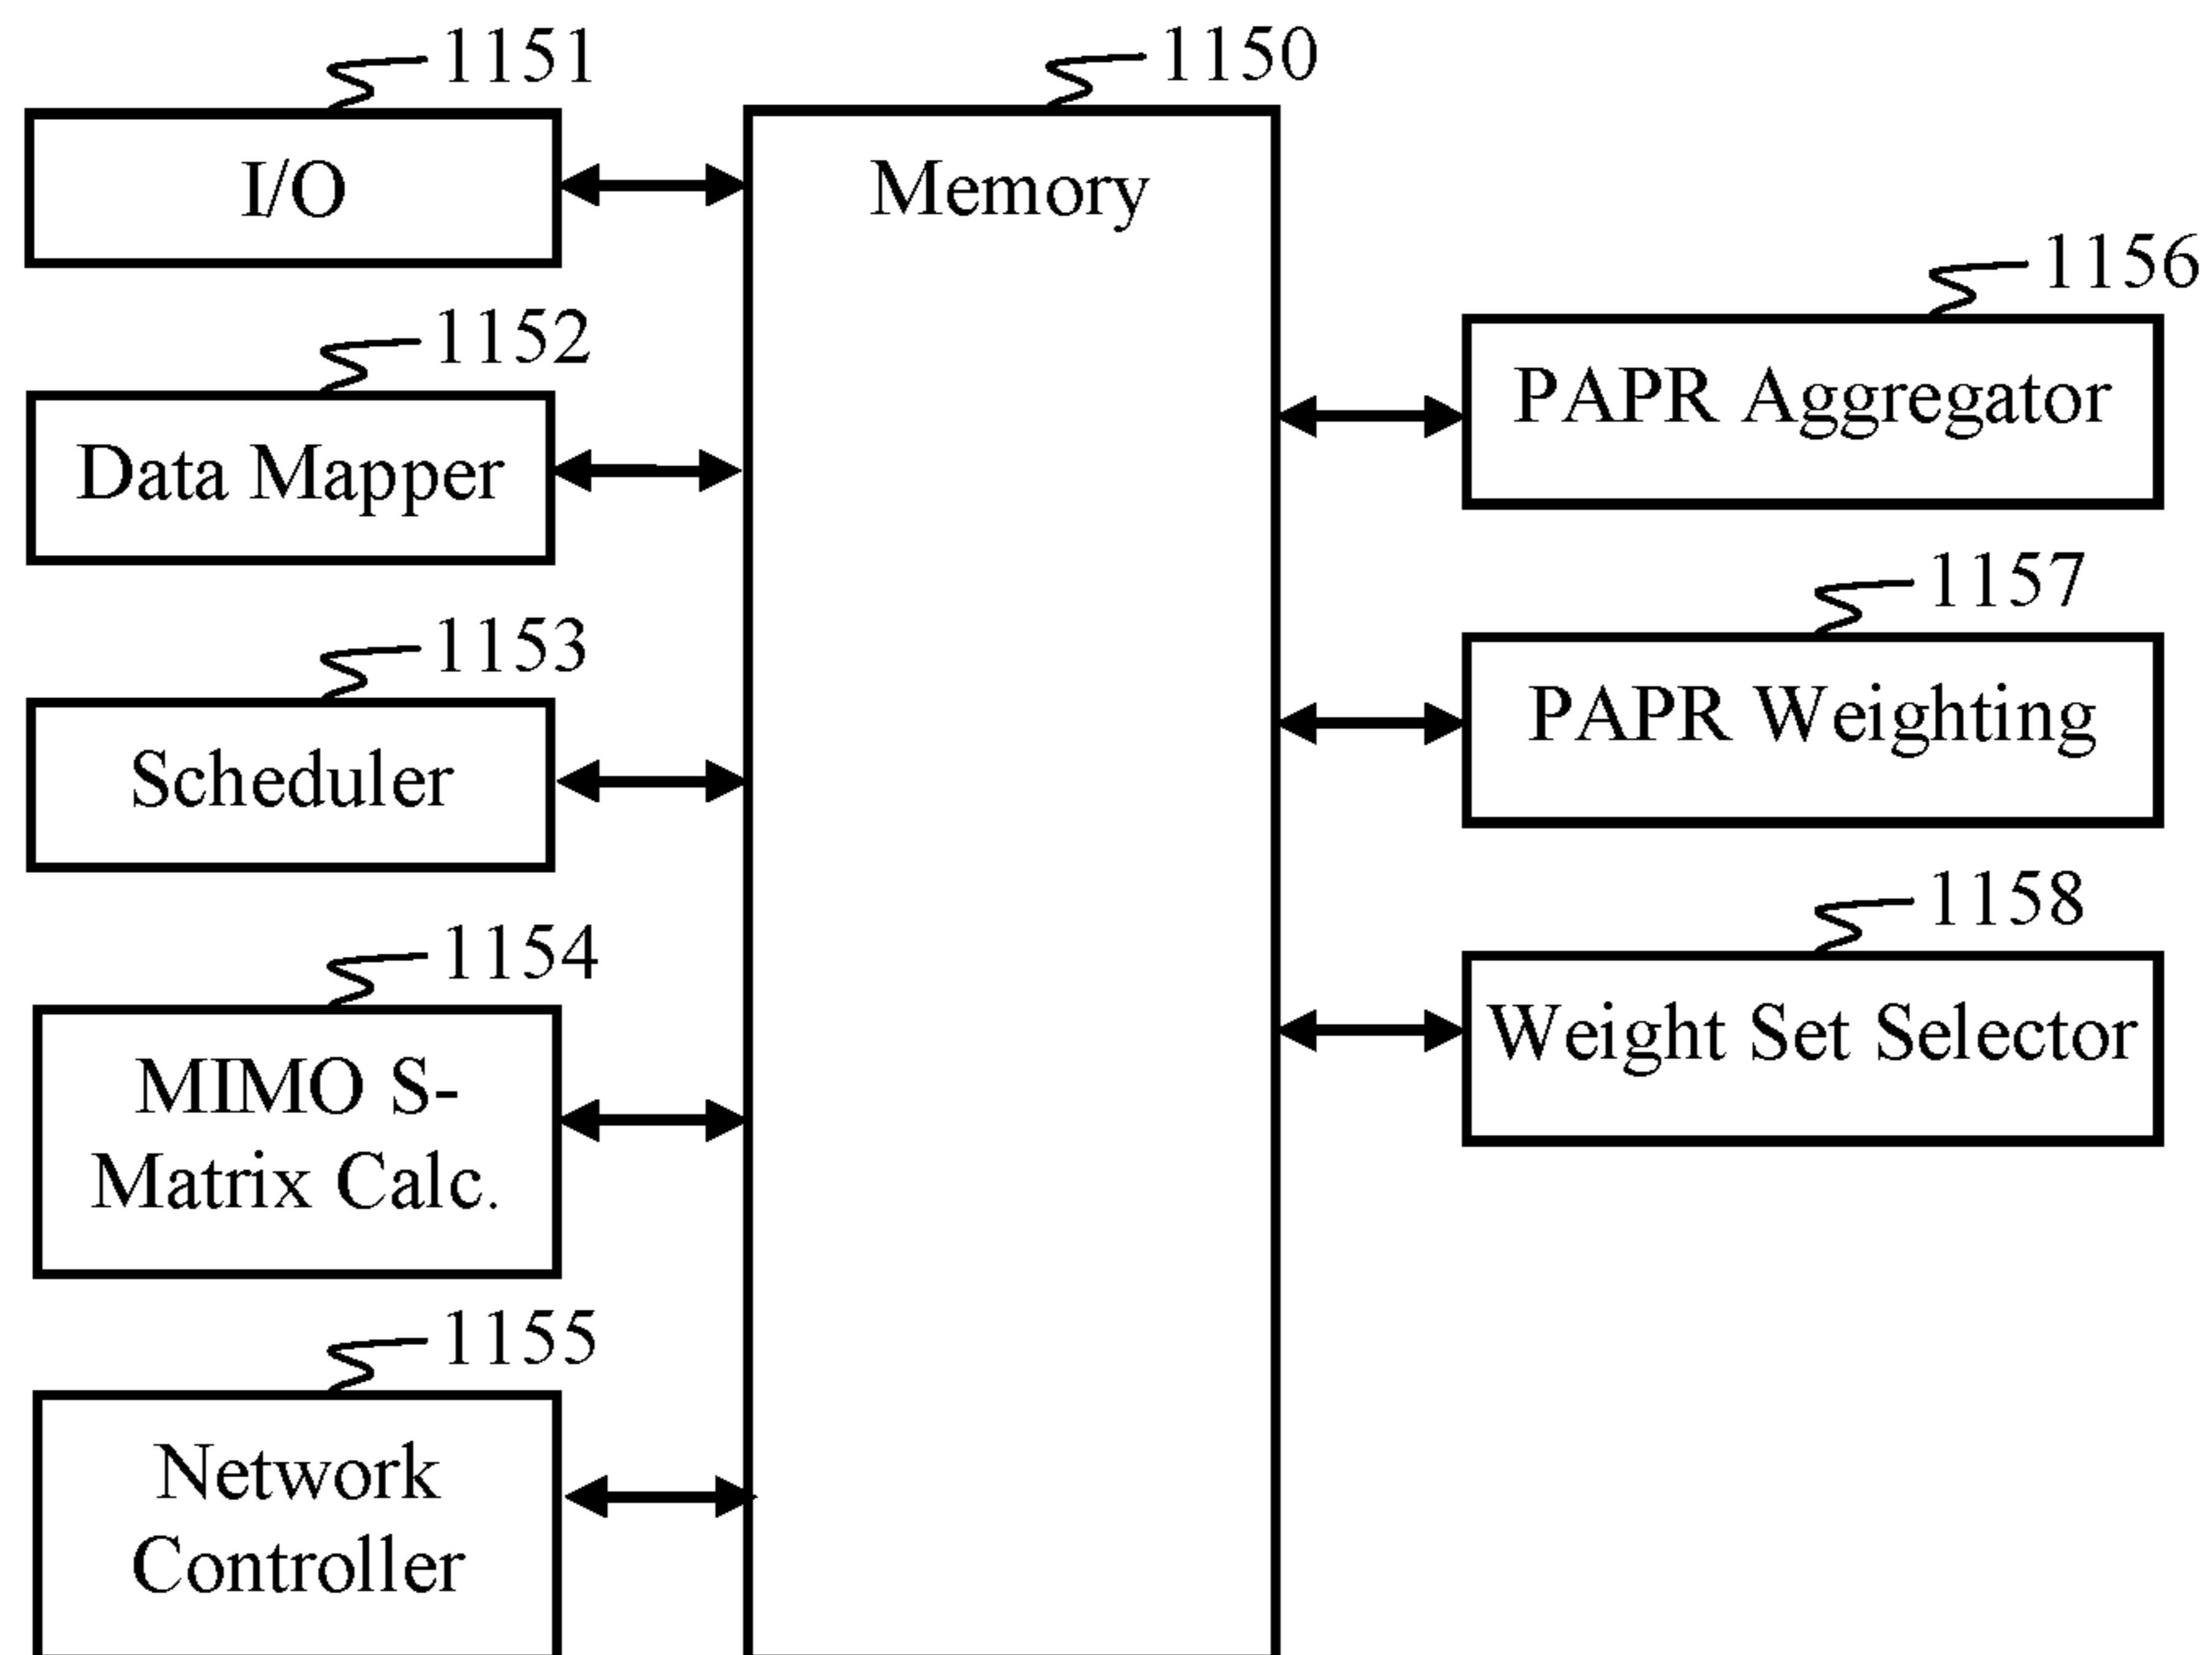 1151
I/O
1152
Data Mapper
1153
Scheduler
1154
MIMO S-
Matrix Calc.
1155
Network
Controller
1150
Memory
1156
PAPR Aggregator
1157
PAPR Weighting
1158
Weight Set Selector